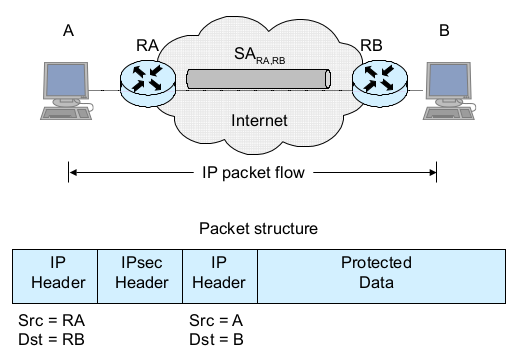 A
B
RA
RB
SA RA,RB
Internet
IP packet flow
Packet structure
IP Header
IPsec Header
IP Header
Protected Data
Src = RA
Dst = RB
Src = A
Dst = B